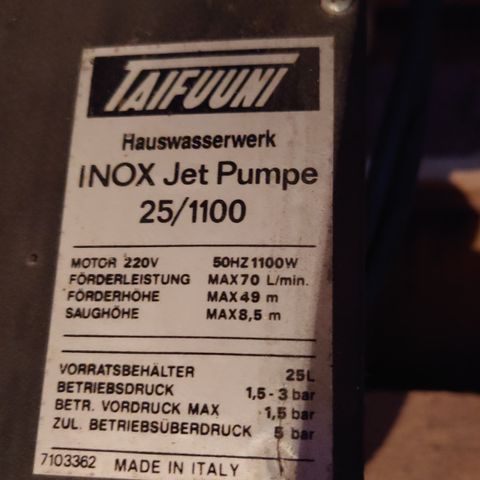 TAIFUUNI
Hauswasserwerk
INOX Jet Pumpe
25/1100
MOTOR 220V 50HZ 1100W
FÖRDERLEISTUNG MAX 70 L/min.
FÖRDERHÖHE MAX 49 m
SAUGHÖHE MAX 8,5 m
VORRATSBEHÄLTER 25L
BETRIEBSDRUCK 1,5-3 bar
BETR. VORDRUCK MAX 1,5 bar
ZUL. BETRIEBSÜBERDRUCK 5 bar
7103362 MADE IN ITALY